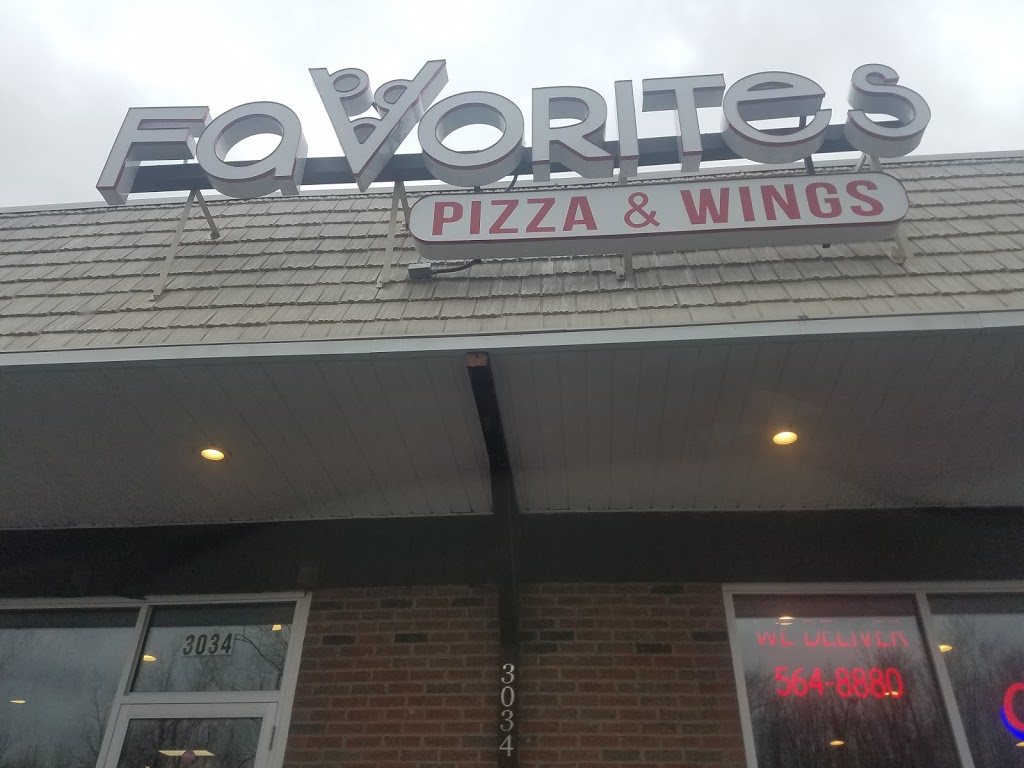 FaVORITES
PIZZA & WINGS
3034
3034
WE DELIVER
564-8880